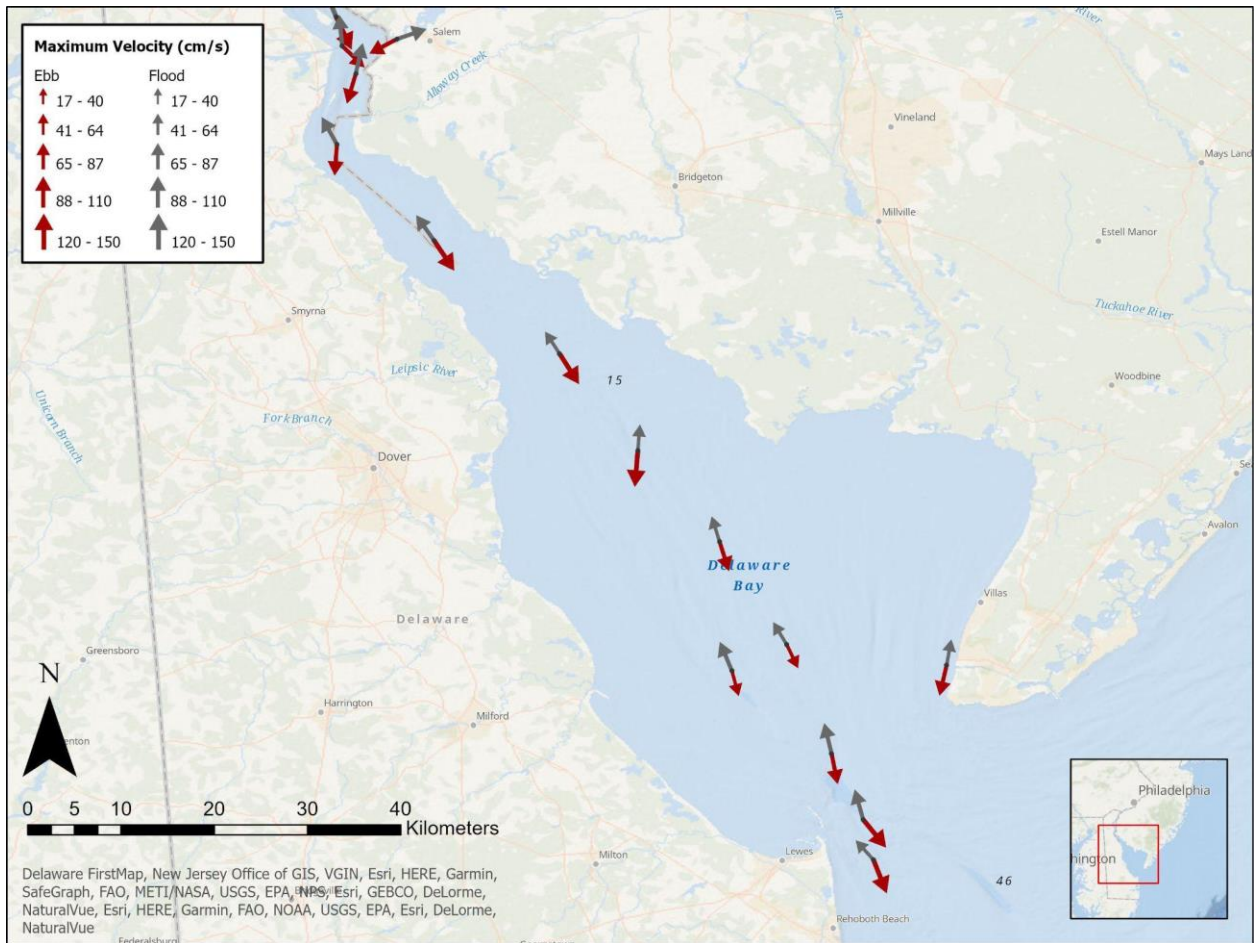 Maximum Velocity (cm/s)
Ebb Flood
17 - 40 17 - 40
41 - 64 41 - 64
65 - 87 65 - 87
88 - 110 88 - 110
120 - 150 120 - 150
Salem
Alloway Creek
River
Vineland
Mays Land
Bridgeton
Millville
Estell Manor
Tuckahoe River
Smyrna
Leipsic River
15
Woodbine
Unicorn Branch
Fork Branch
Dover
Avalon
Delaware
Bay
Villas
Delaware
Greensboro
N
Harrington
Milford
enton
0 5 10 20 30 40
Kilometers
Philadelphia
hington
Lewes
Milton
46
Rehoboth Beach
Delaware FirstMap, New Jersey Office of GIS, VGIN, Esri, HERE, Garmin,
SafeGraph, FAO, METI/NASA, USGS, EPA, NPS, Esri, GEBCO, DeLorme,
NaturalVue, Esri, HERE, Garmin, FAO, NOAA, USGS, EPA, Esri, DeLorme,
NaturalVue
Federalsburg